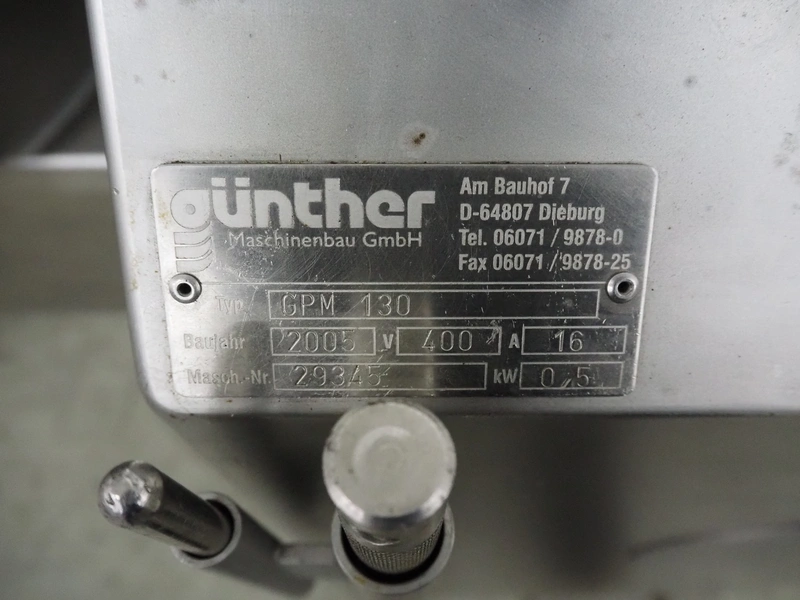 günther
Maschinenbau GmbH
Am Bauhof 7
D-64807 Dieburg
Tel. 06071 / 9878-0
Fax 06071 / 9878-25
Typ. GPM 130
Baujahr 2005 V 400 A 16
Masch.-Nr. 29345 kW 0,5